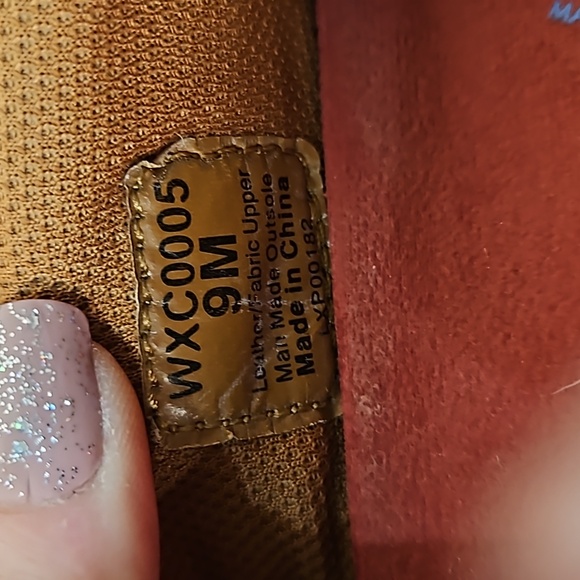 WXC0005
9M
Leather/Fabric Upper
Man Made Outsole
Made in China